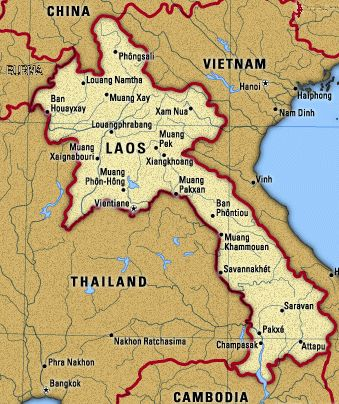 CHINA
Phôngsali
VIETNAM
BURMA
Louang Namtha
Hanoi
Ban
Houayxay
Muang Xay
Haiphong
Xam Nua
Nam Dinh
Louangphrabang
LAOS
Muang
Pek
Muang
Xaignabouri
Xiangkhoang
Muang
Phôn-Hông
Muang
Pakxan
Vinh
Vientiane
Ban
Phôntiou
Muang
Khammouan
THAILAND
Savannakhét
H
Saravan
Nakhon Ratchasima
Pakxé
Champasak
Attapu
Phra Nakhon
Bangkok
CAMBODIA